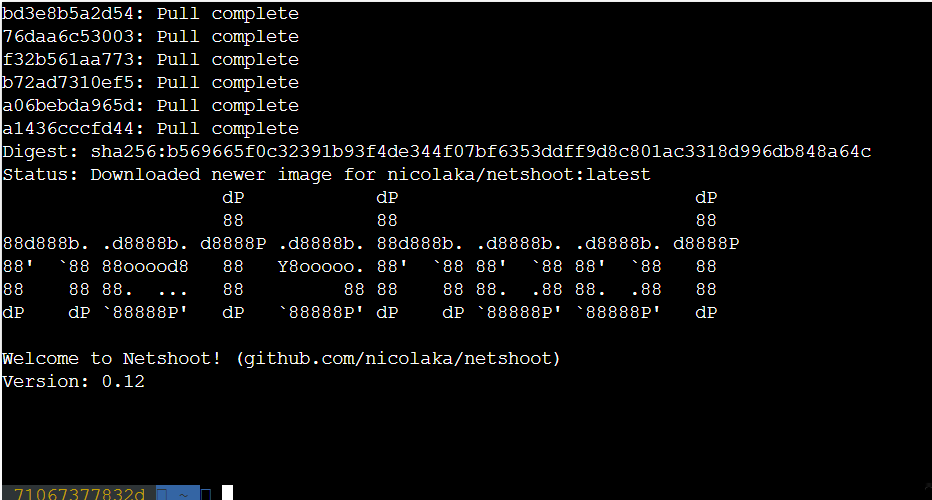 bd3e8b5a2d54: Pull complete
76daa6c53003: Pull complete
f32b561aa773: Pull complete
b72ad7310ef5: Pull complete
a06bebda965d: Pull complete
a1436cccfd44: Pull complete
Digest: sha256:b569665f0c32391b93f4de344f07bf6353ddff9d8c801ac3318d996db848a64c
Status: Downloaded newer image for nicolaka/netshoot:latest
                    dP            dP                           dP
                    88            88                           88
88d888b. .d8888b. d8888P .d8888b. 88d888b. .d8888b. .d8888b. d8888P
88'  `88 88ooood8   88   Y8ooooo. 88'  `88 88'  `88 88'  `88   88
88    88 88.  ...   88         88 88    88 88.  .88 88.  .88   88
dP    dP `88888P'   dP   `88888P' dP    dP `88888P' `88888P'   dP
Welcome to Netshoot! (github.com/nicolaka/netshoot)
Version: 0.12
71067377832d ~